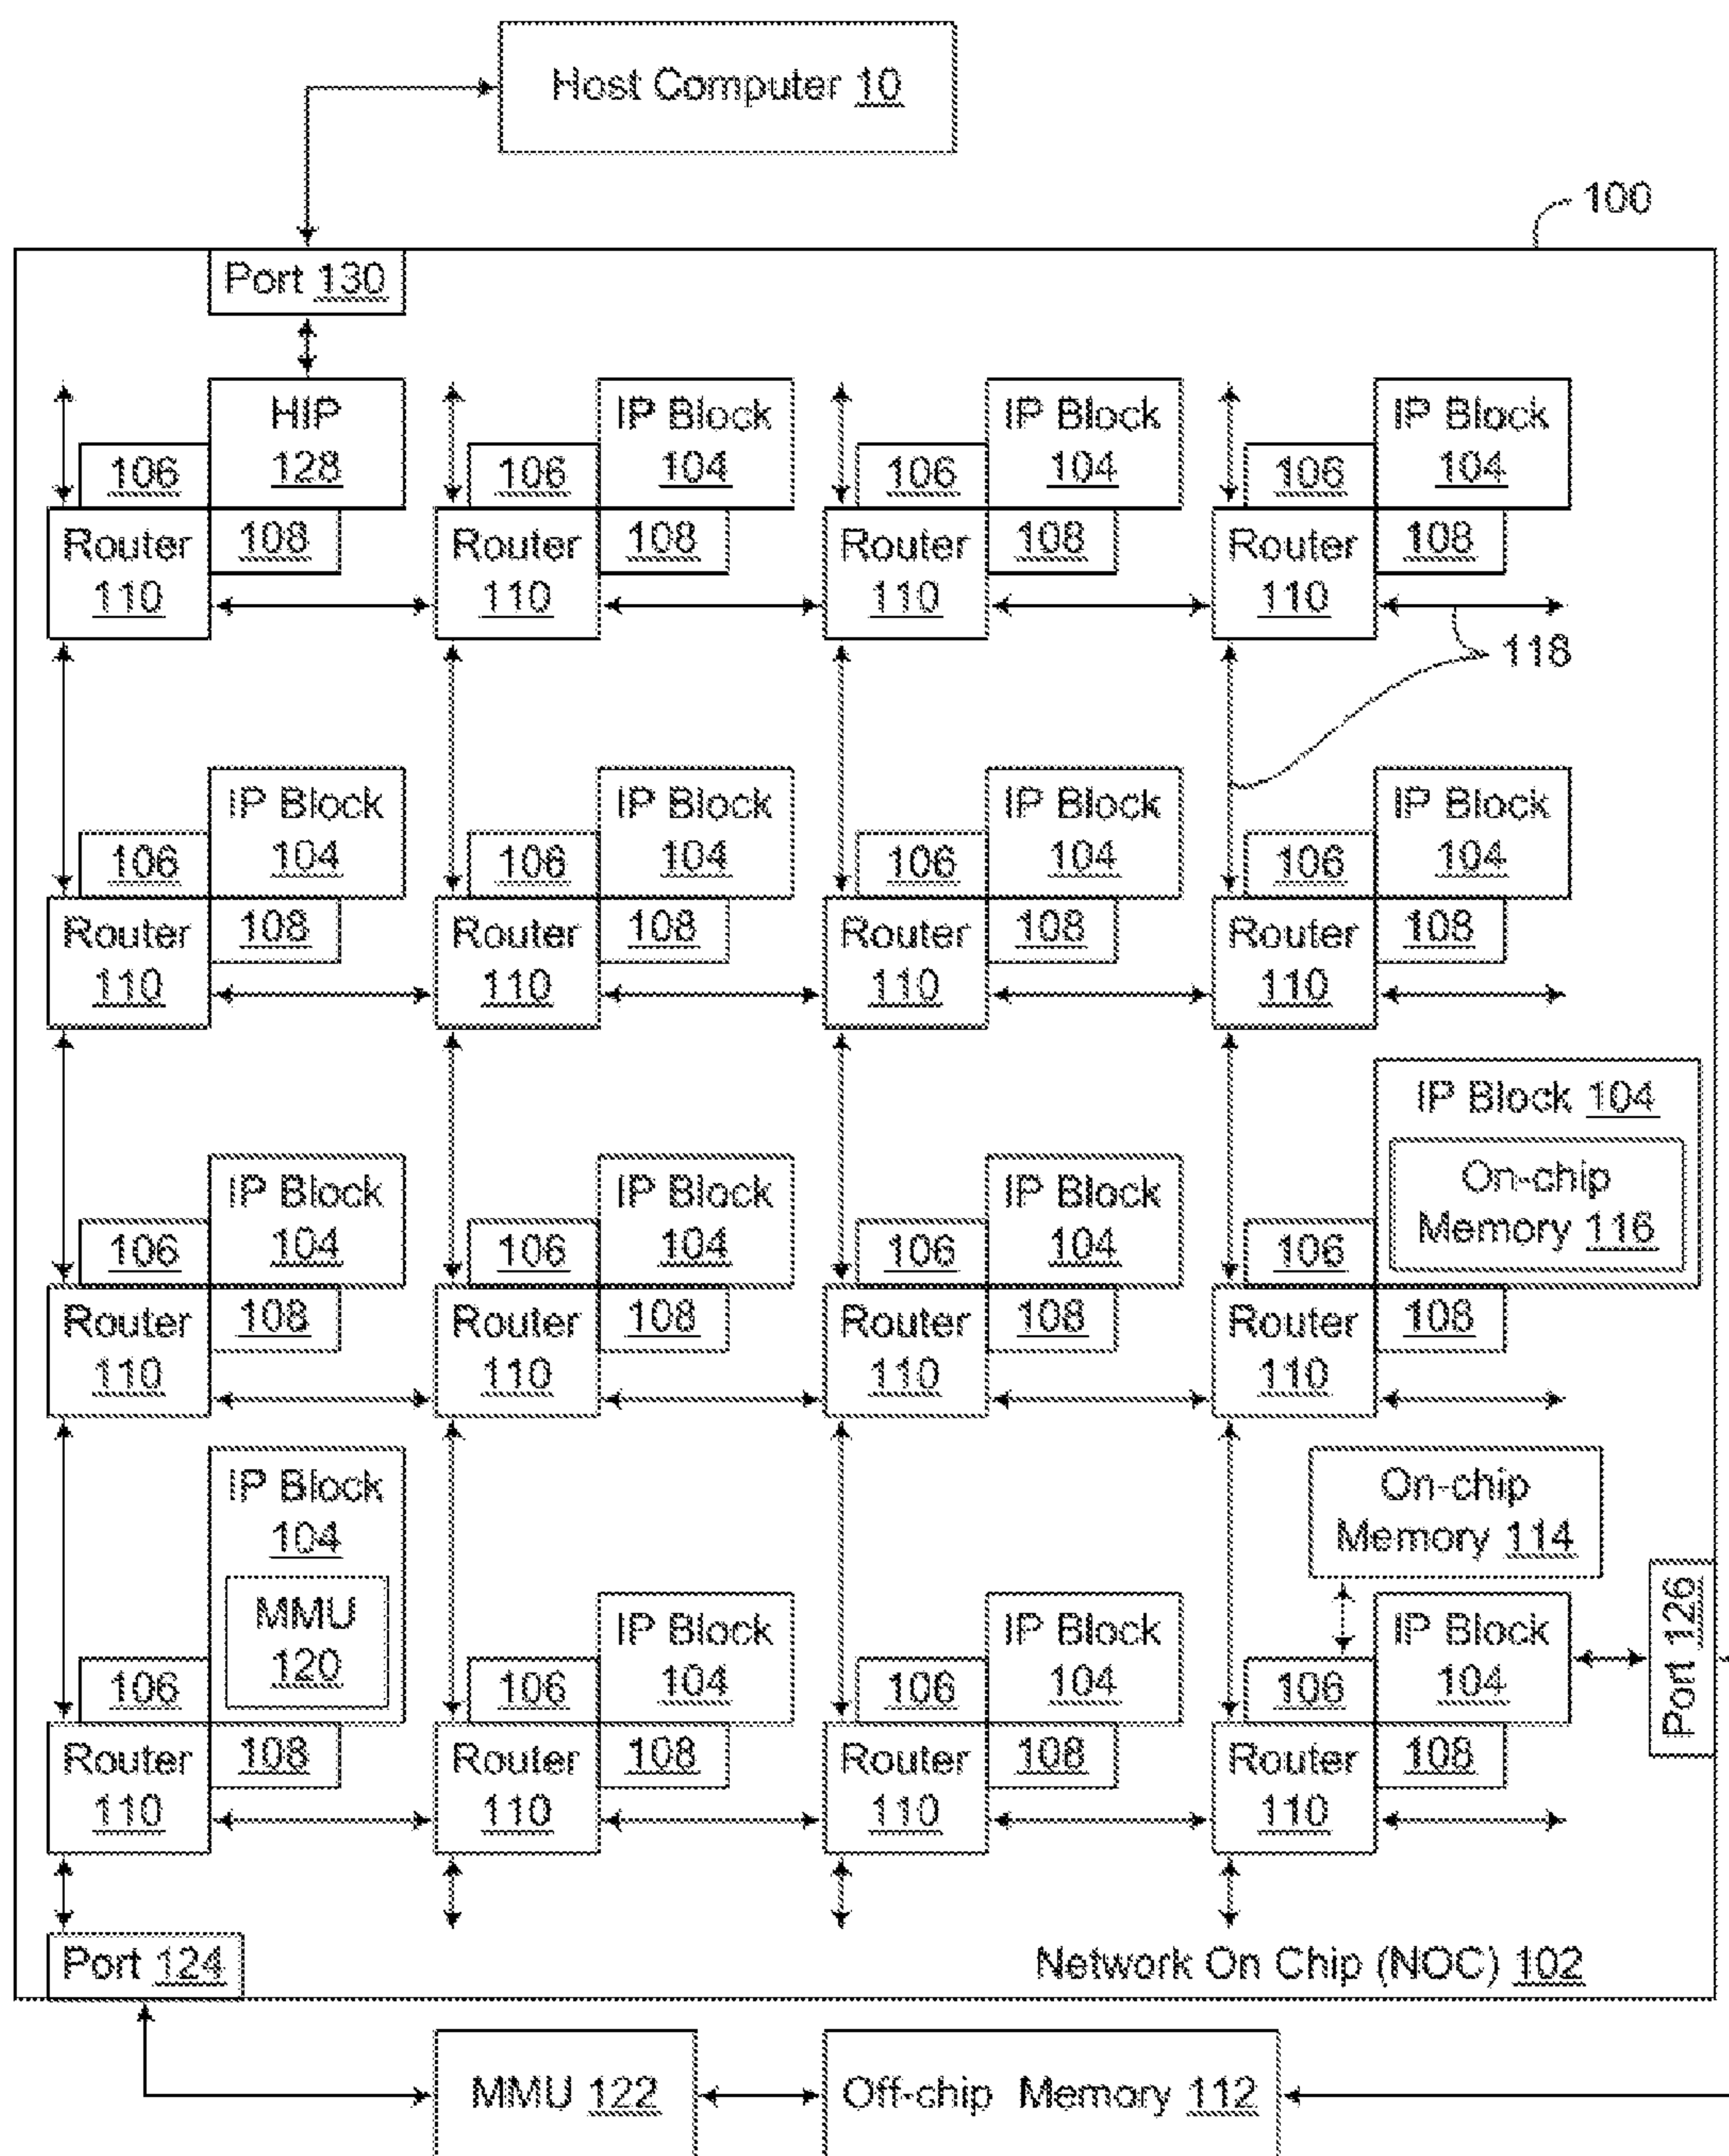 Host Computer 10
100
Port 130
HIP
IP Block
IP Block
IP Block
106
128
106
104
106
104
106
104
Router
108
Router
108
Router
108
Router
108
110
110
110
110
118
IP Block
IP Block
IP Block
IP Block
106
104
106
104
106
104
106
104
Router
108
Router
108
Router
108
Router
108
110
110
110
110
IP Block 104
IP Block
IP Block
IP Block
On-chip
106
104
106
104
106
104
106
Memory 116
Router
108
Router
108
Router
108
Router
108
110
110
110
110
IP Block
104
On-chip
Memory 114
MMU
120
IP Block
IP Block
IP Block
Port 126
106
106
104
106
104
106
104
Router
108
Router
108
Router
108
Router
108
110
110
110
110
Port 124
Network On Chip (NOC) 102
MMU 122
Off-chip Memory 112